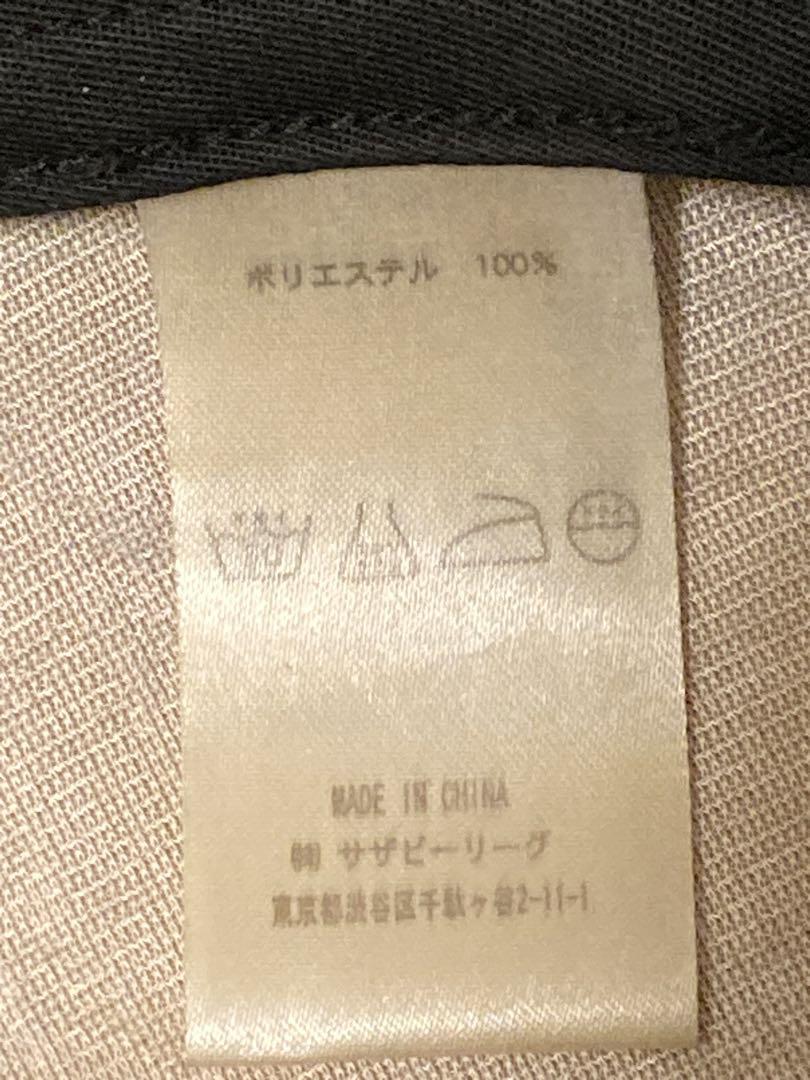 ポリエステル 100%
MADE IN CHINA
㈱ サザビーリーグ
東京都渋谷区千駄ヶ谷2-11-1